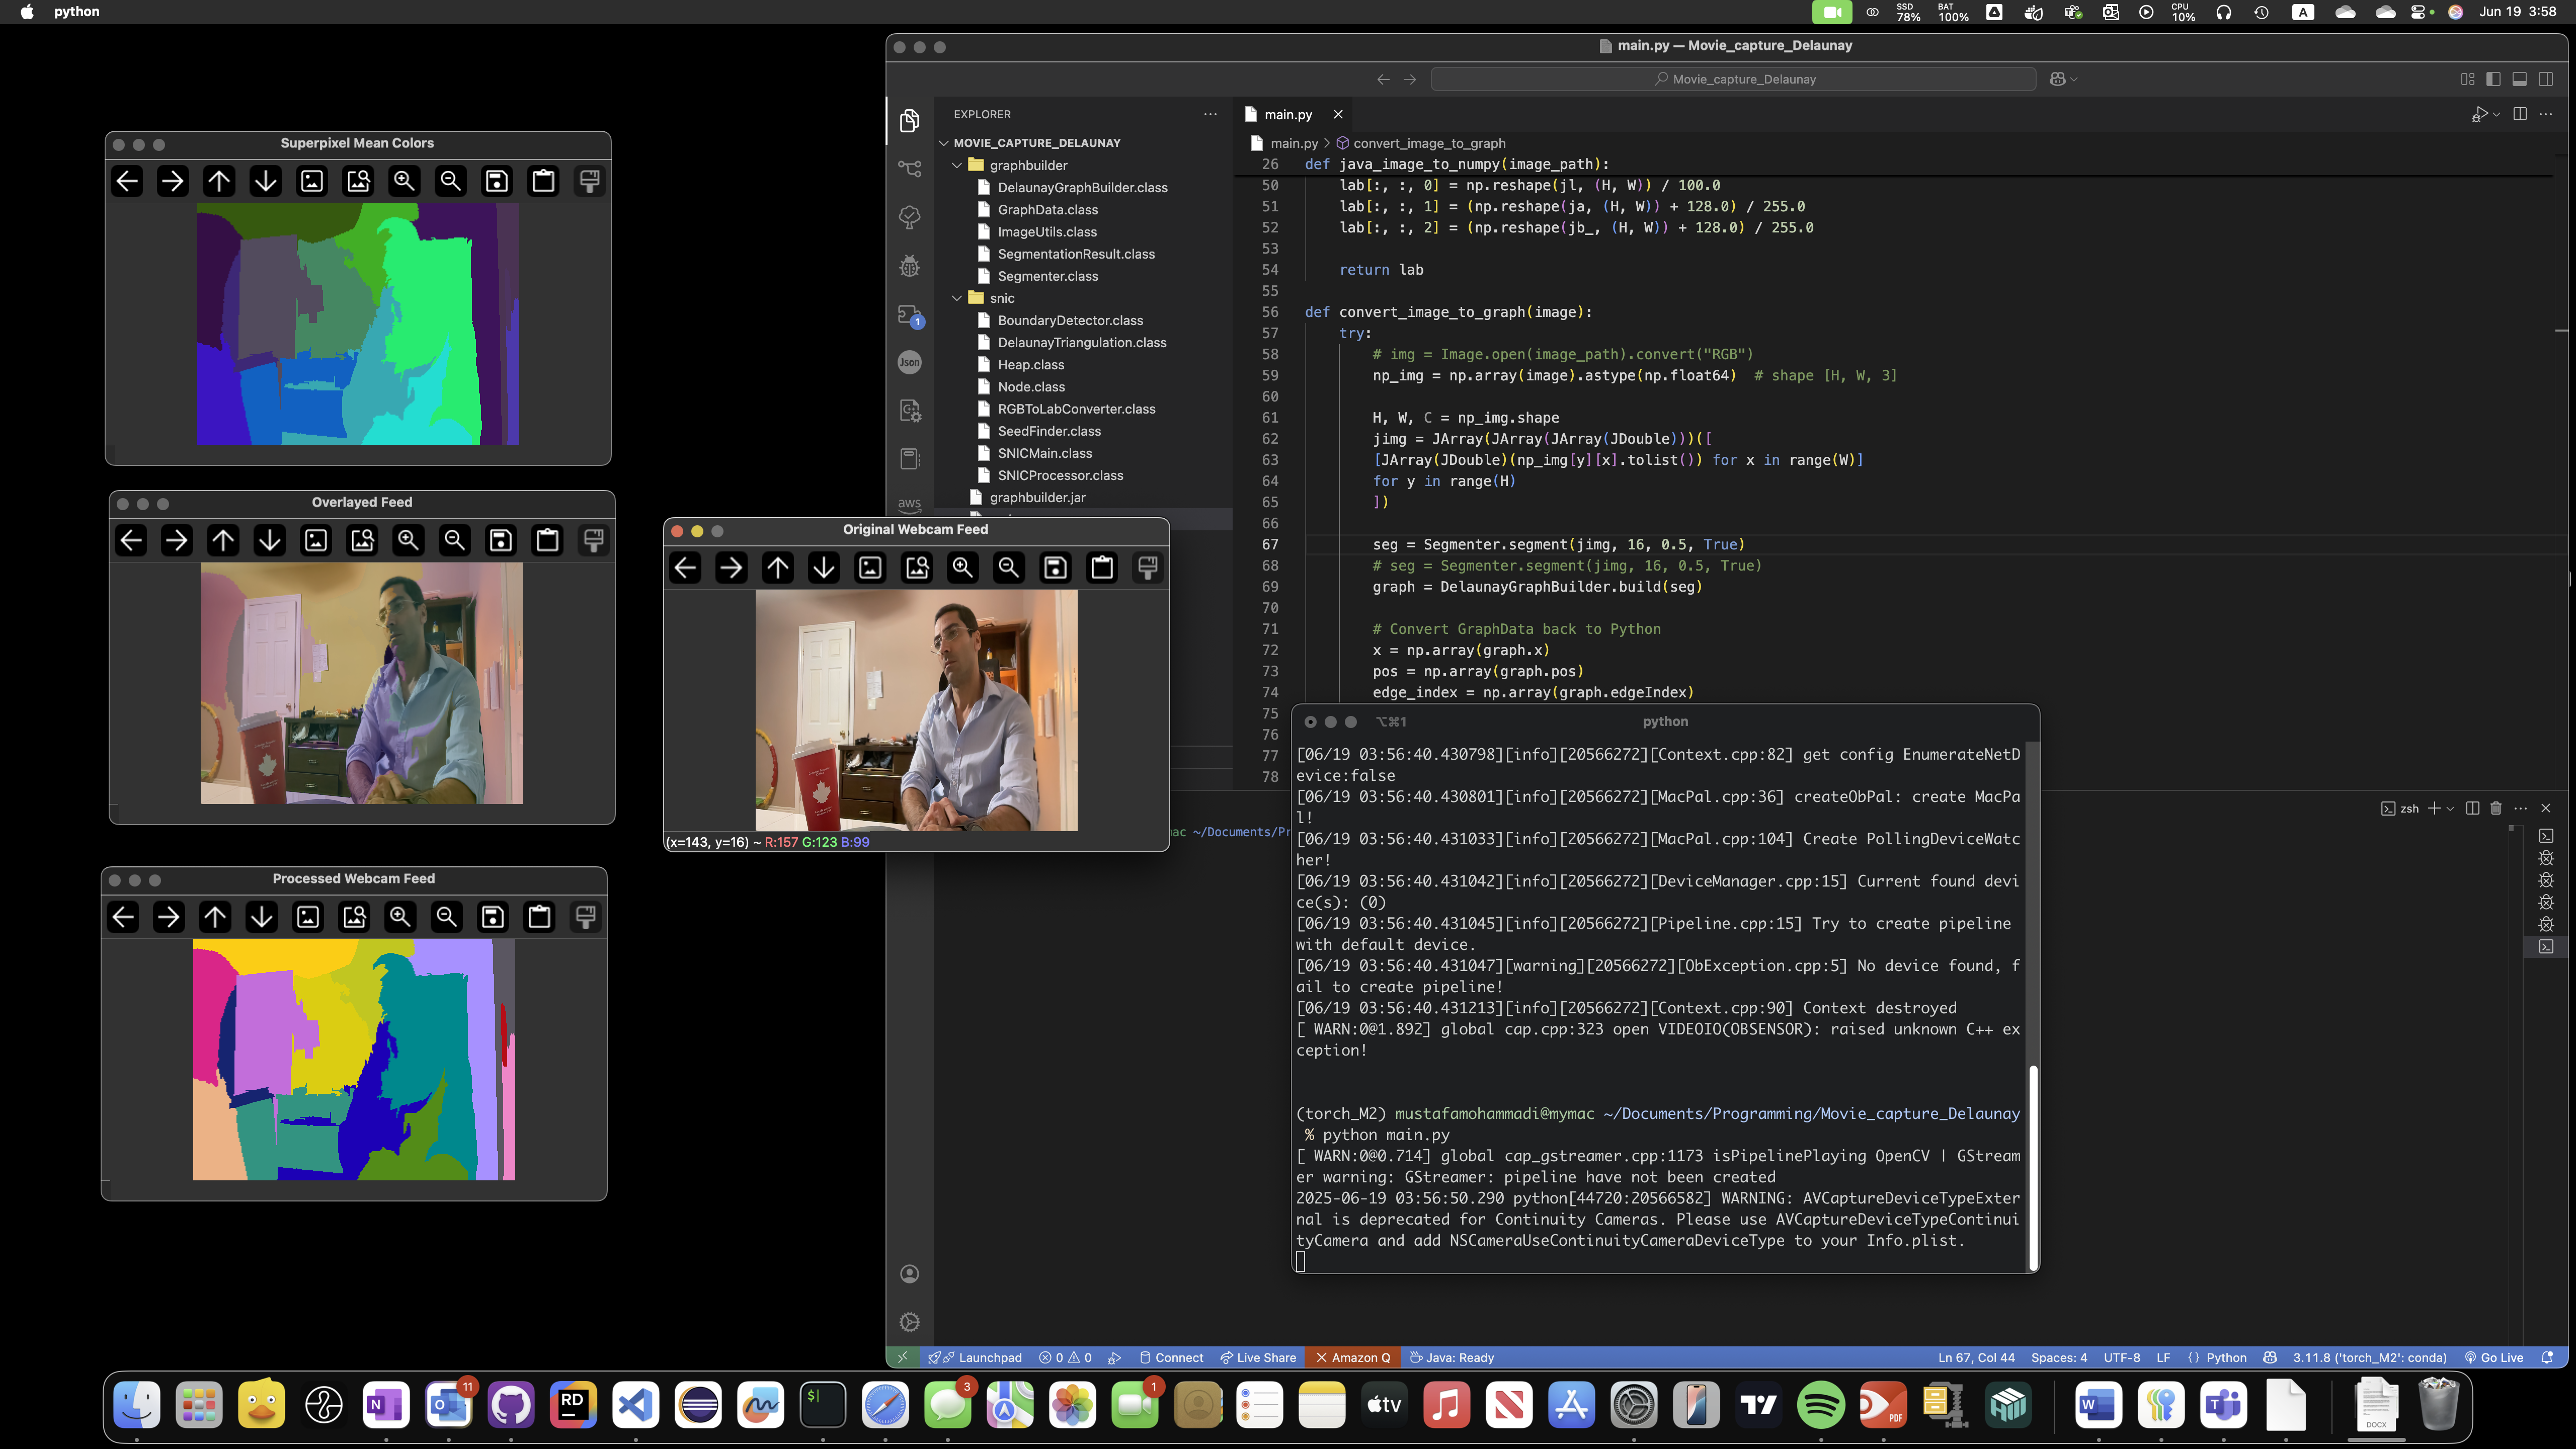 python
SSD
78%
BAT
100%
CPU
10%
A
Jun 19 3:58
Superpixel Mean Colors
Overlayed Feed
Processed Webcam Feed
Original Webcam Feed
(x=143, y=16) ~ R:157 G:123 B:99
main.py — Movie_capture_Delaunay
Movie_capture_Delaunay
EXPLORER
MOVIE_CAPTURE_DELAUNAY
graphbuilder
DelaunayGraphBuilder.class
GraphData.class
ImageUtils.class
SegmentationResult.class
Segmenter.class
snic
BoundaryDetector.class
DelaunayTriangulation.class
Heap.class
Node.class
RGBToLabConverter.class
SeedFinder.class
SNICMain.class
SNICProcessor.class
graphbuilder.jar
1
Json
aws
main.py
main.py > convert_image_to_graph
26 def java_image_to_numpy(image_path):
50 lab[:, :, 0] = np.reshape(jl, (H, W)) / 100.0
51 lab[:, :, 1] = (np.reshape(ja, (H, W)) + 128.0) / 255.0
52 lab[:, :, 2] = (np.reshape(jb_, (H, W)) + 128.0) / 255.0
53
54 return lab
55
56 def convert_image_to_graph(image):
57 try:
58 # img = Image.open(image_path).convert("RGB")
59 np_img = np.array(image).astype(np.float64)  # shape [H, W, 3]
60
61 H, W, C = np_img.shape
62 jimg = JArray(JArray(JArray(JDouble)))([
63 [JArray(JDouble)(np_img[y][x].tolist()) for x in range(W)]
64 for y in range(H)
65 ])
66
67 seg = Segmenter.segment(jimg, 16, 0.5, True)
68 # seg = Segmenter.segment(jimg, 16, 0.5, True)
69 graph = DelaunayGraphBuilder.build(seg)
70
71 # Convert GraphData back to Python
72 x = np.array(graph.x)
73 pos = np.array(graph.pos)
74 edge_index = np.array(graph.edgeIndex)
75
76
77
78
zsh
ac ~/Documents/Pr
⌥⌘1
python
[06/19 03:56:40.430798][info][20566272][Context.cpp:82] get config EnumerateNetD
evice:false
[06/19 03:56:40.430801][info][20566272][MacPal.cpp:36] createObPal: create MacPa
l!
[06/19 03:56:40.431033][info][20566272][MacPal.cpp:104] Create PollingDeviceWatc
her!
[06/19 03:56:40.431042][info][20566272][DeviceManager.cpp:15] Current found devi
ce(s): (0)
[06/19 03:56:40.431045][info][20566272][Pipeline.cpp:15] Try to create pipeline
with default device.
[06/19 03:56:40.431047][warning][20566272][ObException.cpp:5] No device found, f
ail to create pipeline!
[06/19 03:56:40.431213][info][20566272][Context.cpp:90] Context destroyed
[ WARN:0@1.892] global cap.cpp:323 open VIDEOIO(OBSENSOR): raised unknown C++ ex
ception!
(torch_M2) mustafamohammadi@mymac ~/Documents/Programming/Movie_capture_Delaunay
% python main.py
[ WARN:0@0.714] global cap_gstreamer.cpp:1173 isPipelinePlaying OpenCV | GStream
er warning: GStreamer: pipeline have not been created
2025-06-19 03:56:50.290 python[44720:20566582] WARNING: AVCaptureDeviceTypeExter
nal is deprecated for Continuity Cameras. Please use AVCaptureDeviceTypeContinui
tyCamera and add NSCameraUseContinuityCameraDeviceType to your Info.plist.
Launchpad
0 0
Connect
Live Share
Amazon Q
Java: Ready
Ln 67, Col 44
Spaces: 4
UTF-8
LF
Python
3.11.8 ('torch_M2': conda)
Go Live
N
O
11
RD
$
3
1
tv
PDF
W
T
DOCX